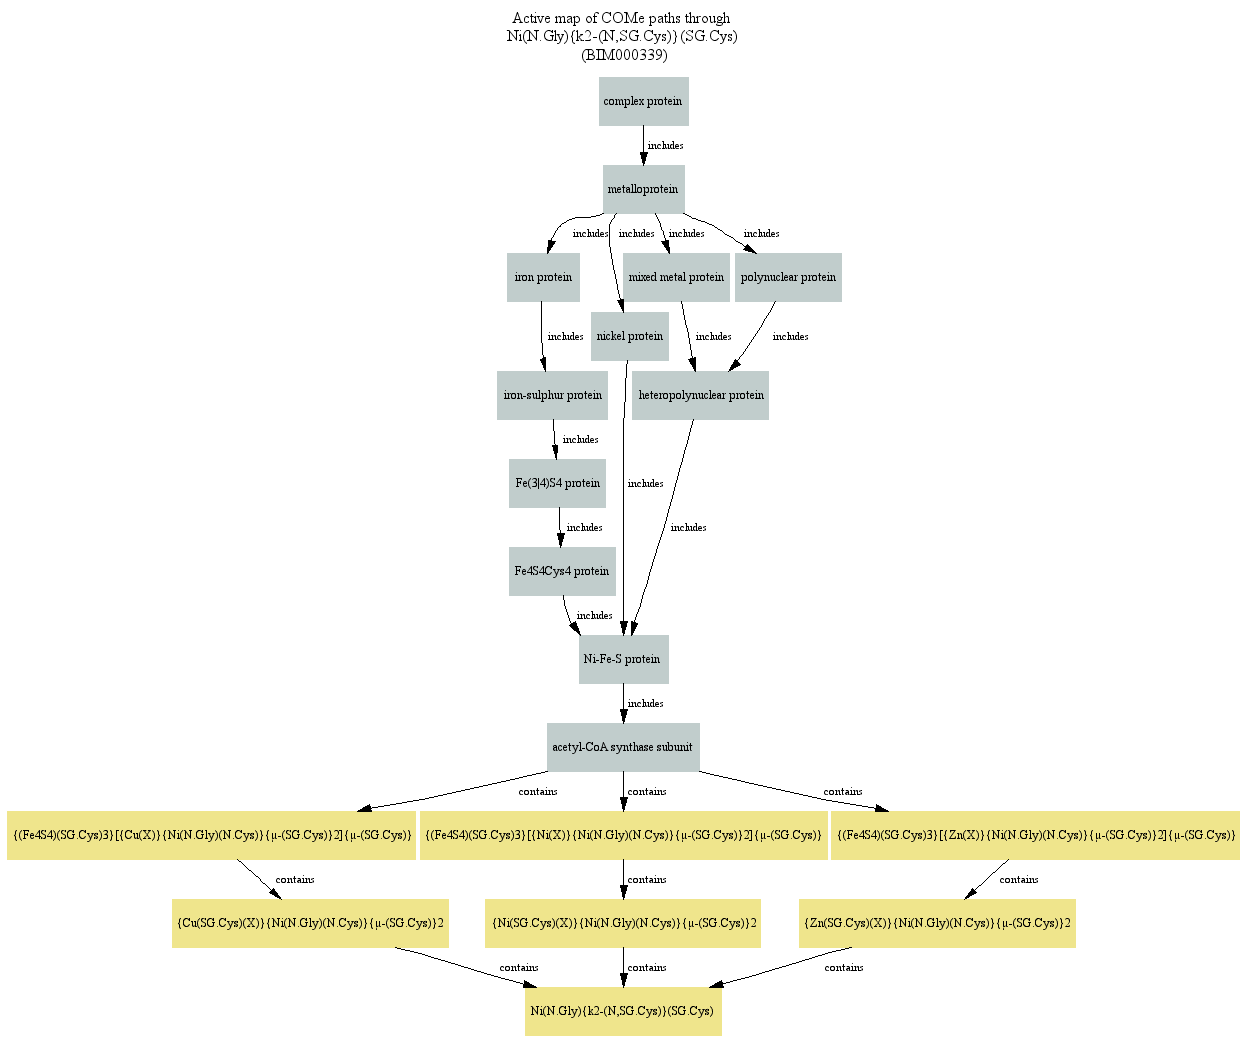 Active map of COMe paths through
Ni(N.Gly){k2-(N,SG.Cys)}(SG.Cys)
(BIM000339)
complex protein
includes
metalloprotein
includes
includes
includes
includes
iron protein
mixed metal protein
polynuclear protein
nickel protein
includes
includes
includes
iron-sulphur protein
heteropolynuclear protein
includes
Fe(3|4)S4 protein
includes
includes
includes
Fe4S4Cys4 protein
includes
Ni-Fe-S protein
includes
acetyl-CoA synthase subunit
contains
contains
contains
{(Fe4S4)(SG.Cys)3}[{Cu(X)}{Ni(N.Gly)(N.Cys)}{μ-(SG.Cys)}2]{μ-(SG.Cys)}
{(Fe4S4)(SG.Cys)3}[{Ni(X)}{Ni(N.Gly)(N.Cys)}{μ-(SG.Cys)}2]{μ-(SG.Cys)}
{(Fe4S4)(SG.Cys)3}[{Zn(X)}{Ni(N.Gly)(N.Cys)}{μ-(SG.Cys)}2]{μ-(SG.Cys)}
contains
contains
contains
{Cu(SG.Cys)(X)}{Ni(N.Gly)(N.Cys)}{μ-(SG.Cys)}2
{Ni(SG.Cys)(X)}{Ni(N.Gly)(N.Cys)}{μ-(SG.Cys)}2
{Zn(SG.Cys)(X)}{Ni(N.Gly)(N.Cys)}{μ-(SG.Cys)}2
contains
contains
contains
Ni(N.Gly){k2-(N,SG.Cys)}(SG.Cys)